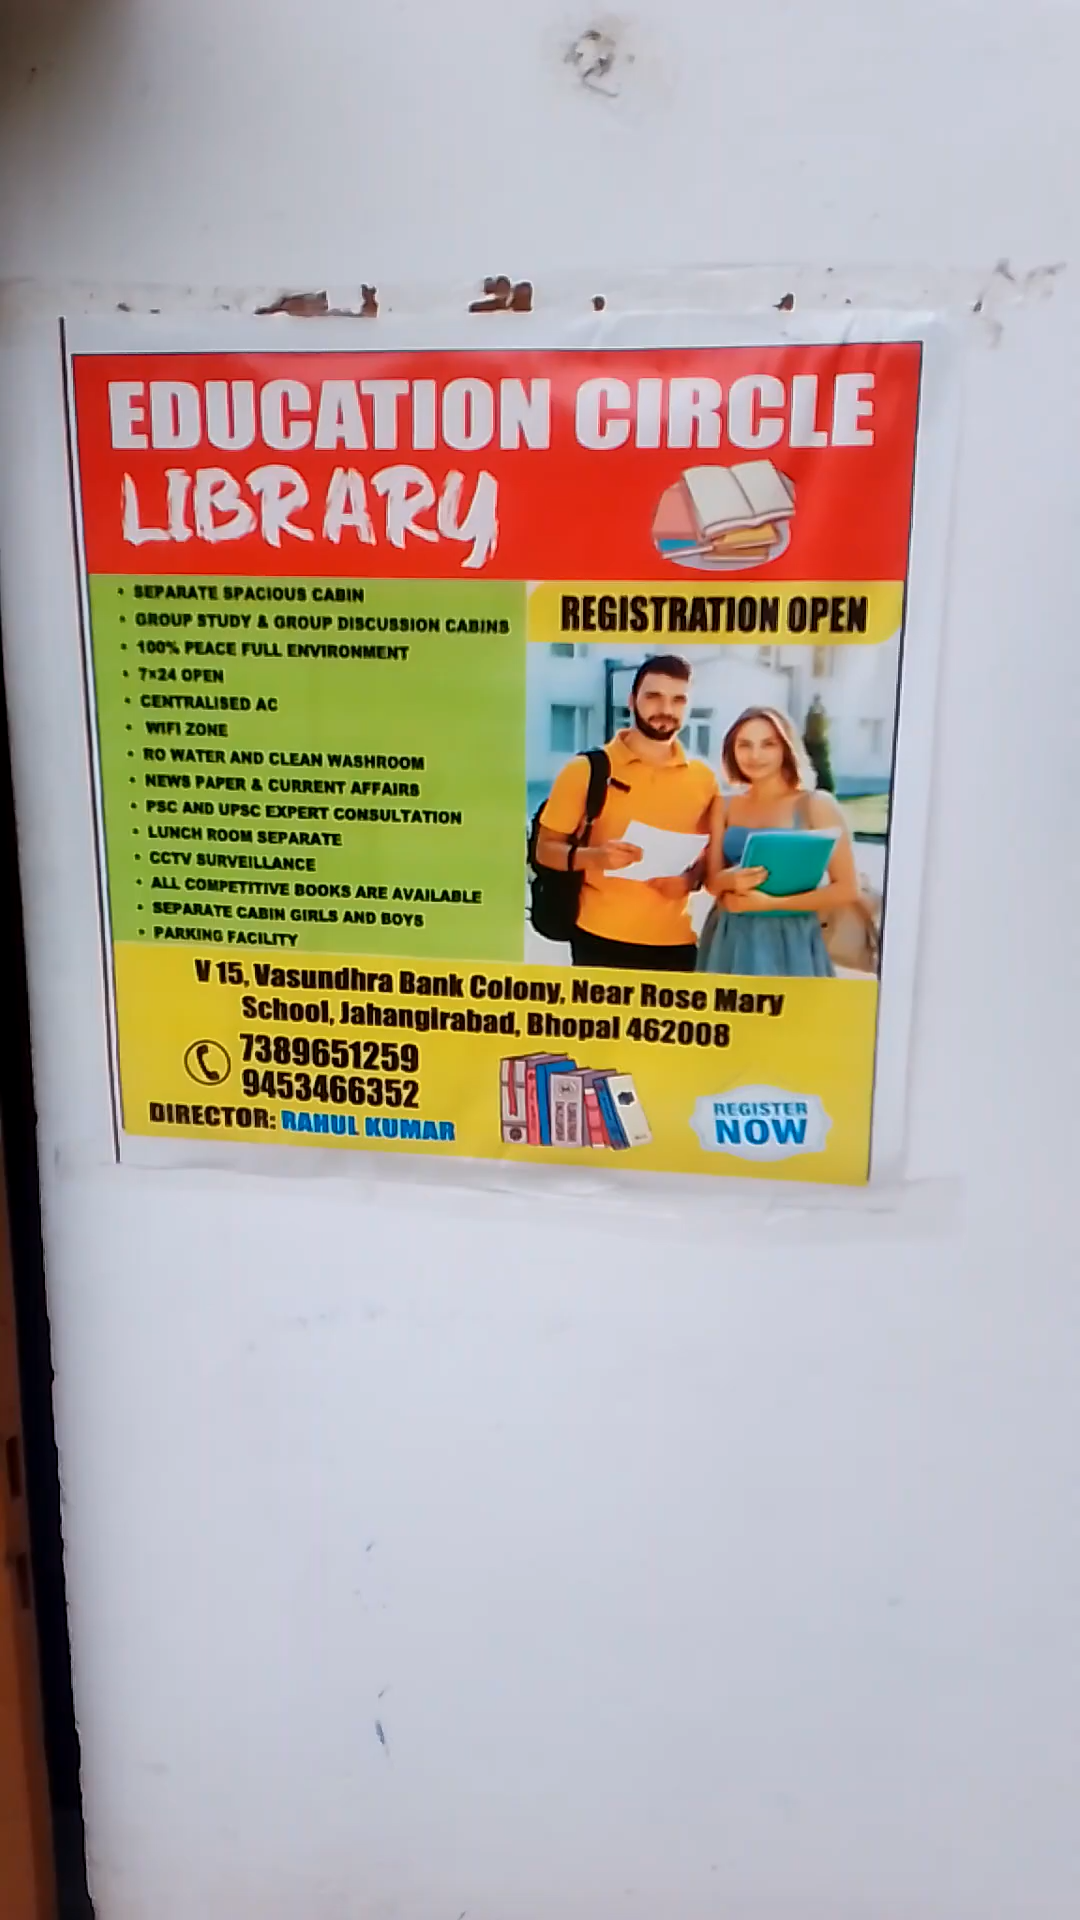 EDUCATION CIRCLE
LIBRARY
• SEPARATE SPACIOUS CABIN
• GROUP STUDY & GROUP DISCUSSION CABINS
• 100% PEACE FULL ENVIRONMENT
• 7×24 OPEN
• CENTRALISED AC
• WIFI ZONE
• RO WATER AND CLEAN WASHROOM
• NEWS PAPER & CURRENT AFFAIRS
• PSC AND UPSC EXPERT CONSULTATION
• LUNCH ROOM SEPARATE
• CCTV SURVEILLANCE
• ALL COMPETITIVE BOOKS ARE AVAILABLE
• SEPARATE CABIN GIRLS AND BOYS
• PARKING FACILITY
REGISTRATION OPEN
V 15, Vasundhra Bank Colony, Near Rose Mary
School, Jahangirabad, Bhopal 462008
7389651259
9453466352
DIRECTOR: RAHUL KUMAR
REGISTER
NOW